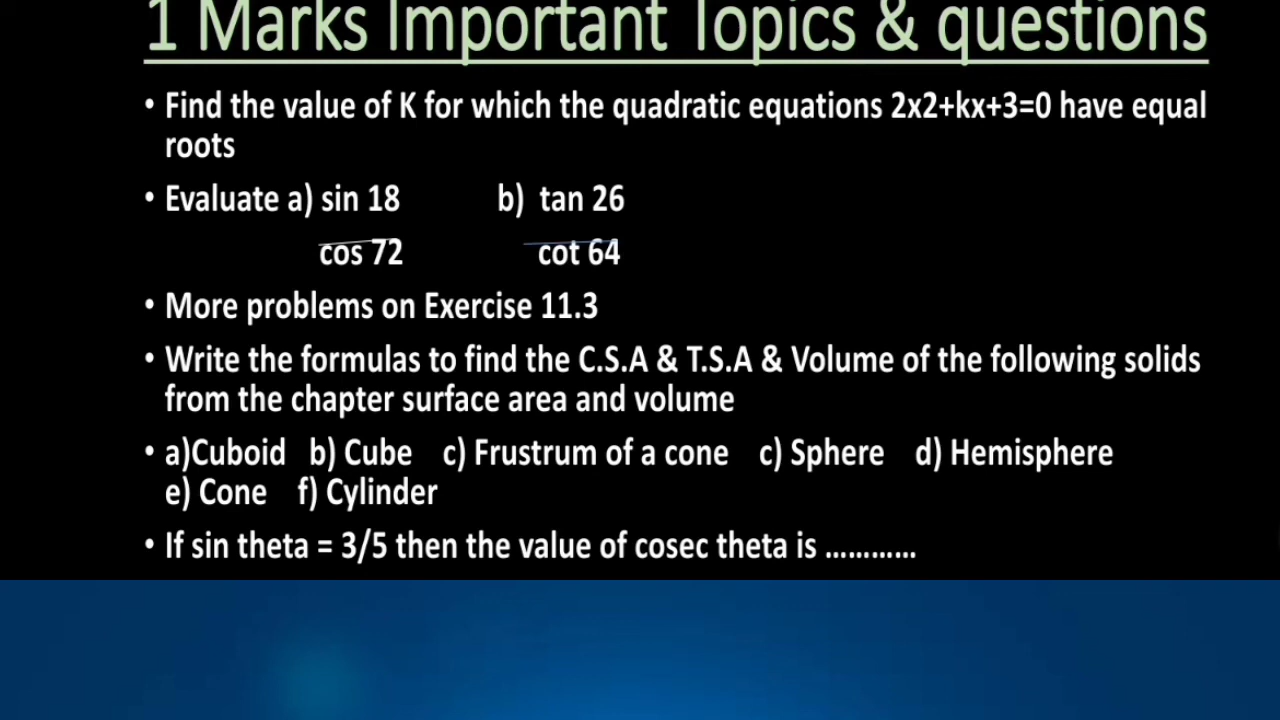 1 Marks Important Topics & questions
• Find the value of K for which the quadratic equations 2x2+kx+3=0 have equal
roots
• Evaluate a) sin 18 b) tan 26
cos 72 cot 64
• More problems on Exercise 11.3
• Write the formulas to find the C.S.A & T.S.A & Volume of the following solids
from the chapter surface area and volume
• a)Cuboid b) Cube c) Frustrum of a cone c) Sphere d) Hemisphere
e) Cone f) Cylinder
• If sin theta = 3/5 then the value of cosec theta is ............